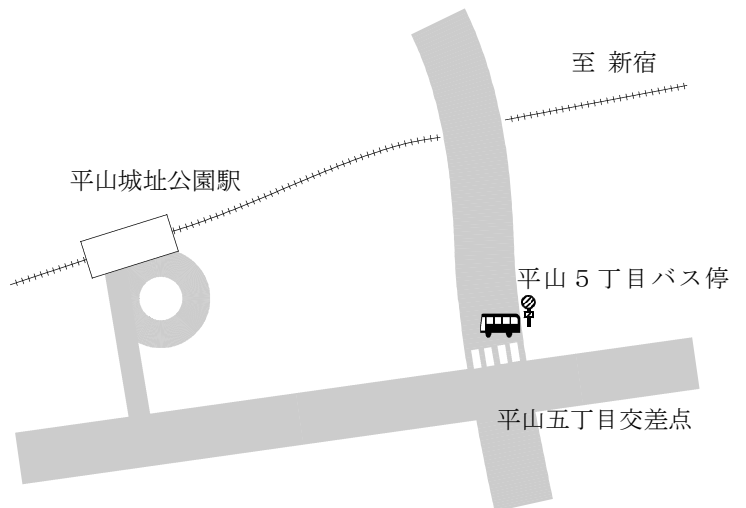 至 新宿
平山城址公園駅
平山５丁目バス停
平山五丁目交差点